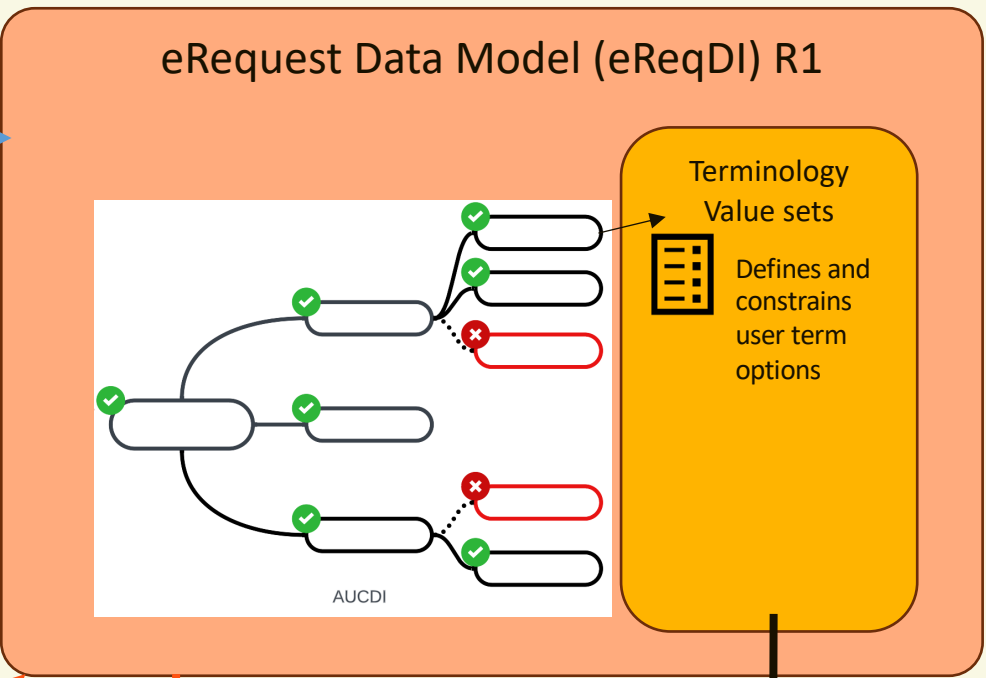 eRequest Data Model (eReqDI) R1
Terminology
Value sets
Defines and
constrains
user term
options
AUCDI